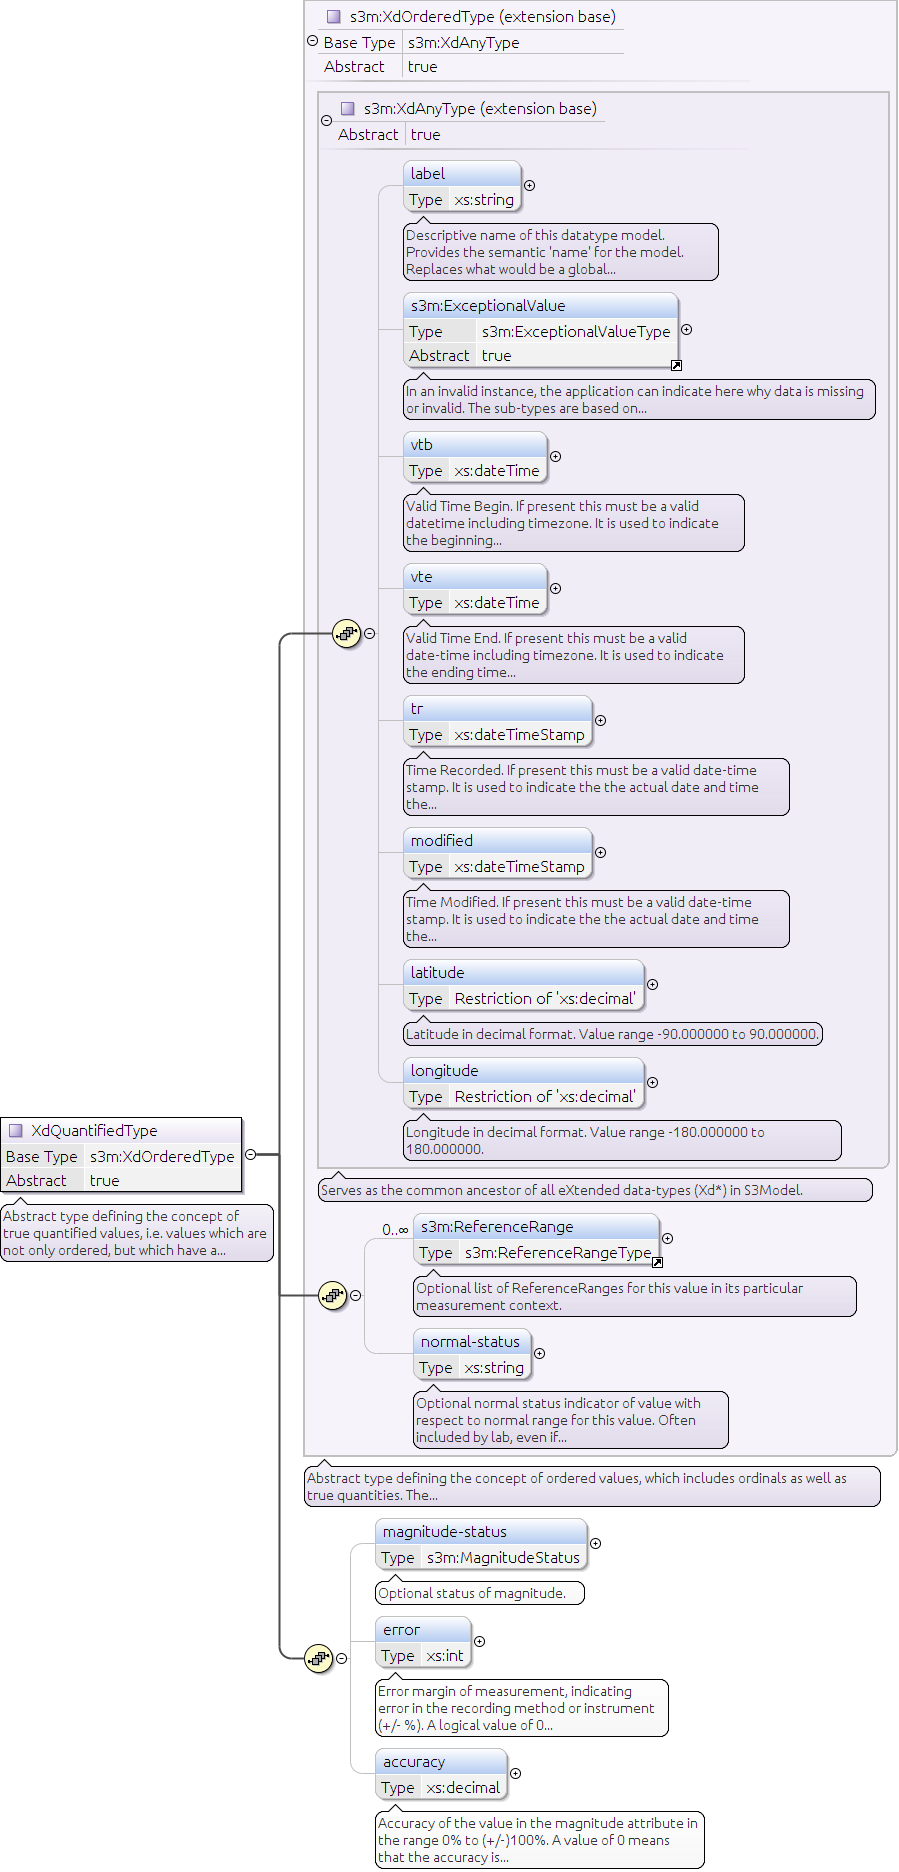 s3m:XdOrderedType (extension base)
Base Type s3m:XdAnyType
Abstract true
s3m:XdAnyType (extension base)
Abstract true
label
Type xs:string
Descriptive name of this datatype model.
Provides the semantic 'name' for the model.
Replaces what would be a global...
s3m:ExceptionalValue
Type s3m:ExceptionalValueType
Abstract true
In an invalid instance, the application can indicate here why data is missing
or invalid. The sub-types are based on...
vtb
Type xs:dateTime
Valid Time Begin. If present this must be a valid
datetime including timezone. It is used to indicate
the beginning...
vte
Type xs:dateTime
Valid Time End. If present this must be a valid
date-time including timezone. It is used to indicate
the ending time...
tr
Type xs:dateTimeStamp
Time Recorded. If present this must be a valid date-time
stamp. It is used to indicate the the actual date and time
the...
modified
Type xs:dateTimeStamp
Time Modified. If present this must be a valid date-time
stamp. It is used to indicate the the actual date and time
the...
latitude
Type Restriction of 'xs:decimal'
Latitude in decimal format. Value range -90.000000 to 90.000000.
longitude
Type Restriction of 'xs:decimal'
Longitude in decimal format. Value range -180.000000 to
180.000000.
XdQuantifiedType
Base Type s3m:XdOrderedType
Abstract true
Abstract type defining the concept of
true quantified values, i.e. values which are
not only ordered, but which have a...
Serves as the common ancestor of all eXtended data-types (Xd*) in S3Model.
0..∞
s3m:ReferenceRange
Type s3m:ReferenceRangeType
Optional list of ReferenceRanges for this value in its particular
measurement context.
normal-status
Type xs:string
Optional normal status indicator of value with
respect to normal range for this value. Often
included by lab, even if...
Abstract type defining the concept of ordered values, which includes ordinals as well as
true quantities. The...
magnitude-status
Type s3m:MagnitudeStatus
Optional status of magnitude.
error
Type xs:int
Error margin of measurement, indicating
error in the recording method or instrument
(+/- %). A logical value of 0...
accuracy
Type xs:decimal
Accuracy of the value in the magnitude attribute in
the range 0% to (+/-)100%. A value of 0 means
that the accuracy is...